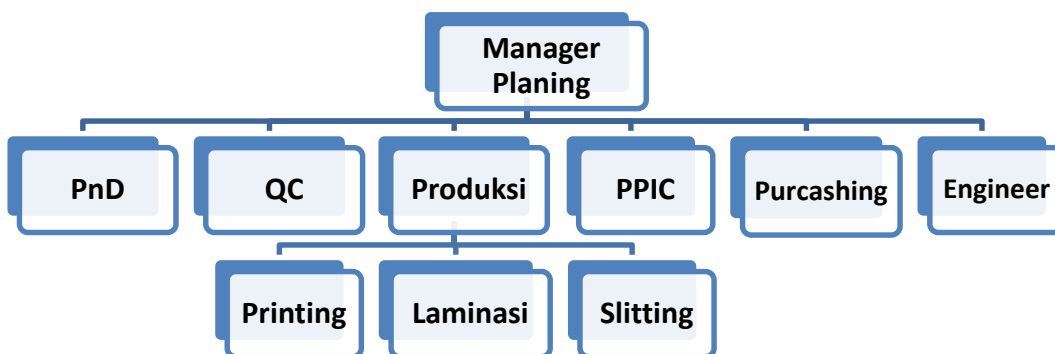 Manager
Planing
PnD
QC
Produksi
PPIC
Purcashing
Engineer
Printing
Laminasi
Slitting